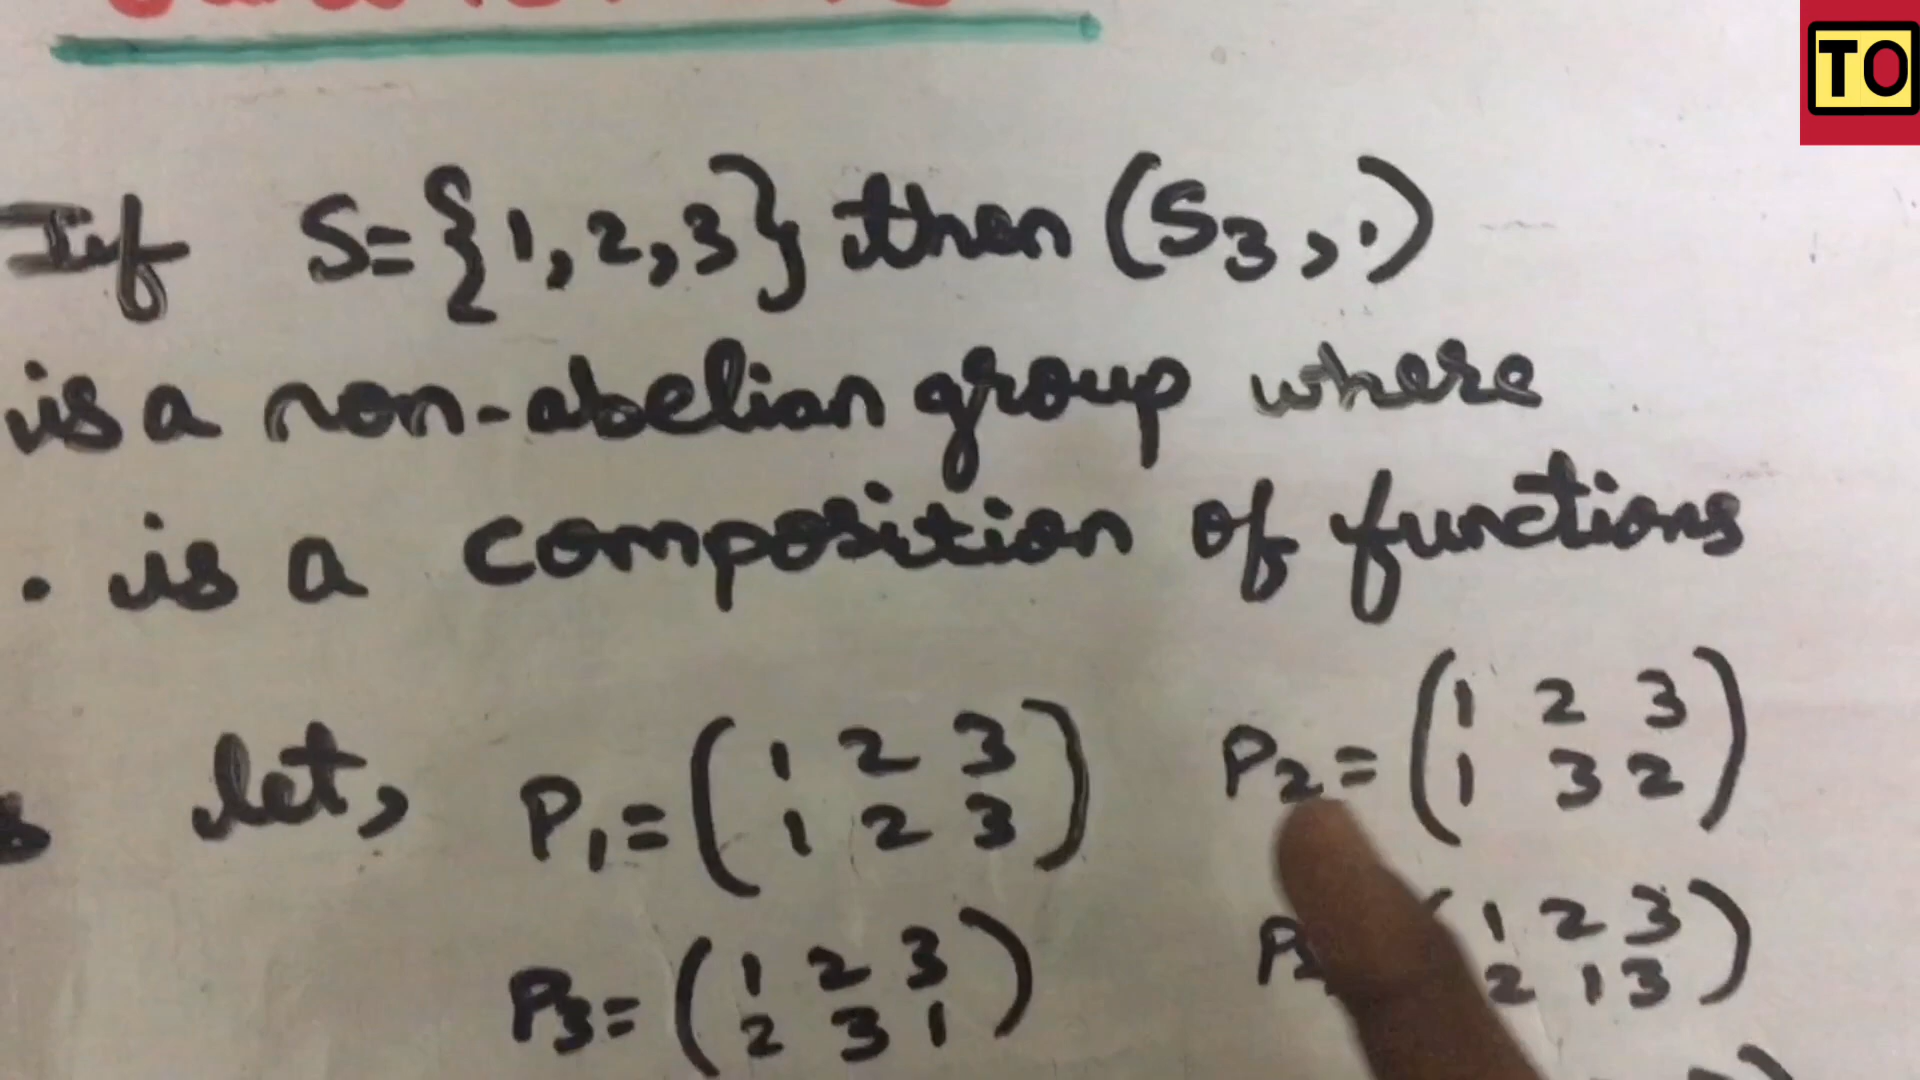 TO
If S={1,2,3} then (S₃,.)
is a non-abelian group where
. is a composition of functions
let, P₁=(1 2 3 P₂=(1 2 3
1 2 3) 1 3 2)
P₃=(1 2 3 P 1 2 3
2 3 1) 2 1 3)